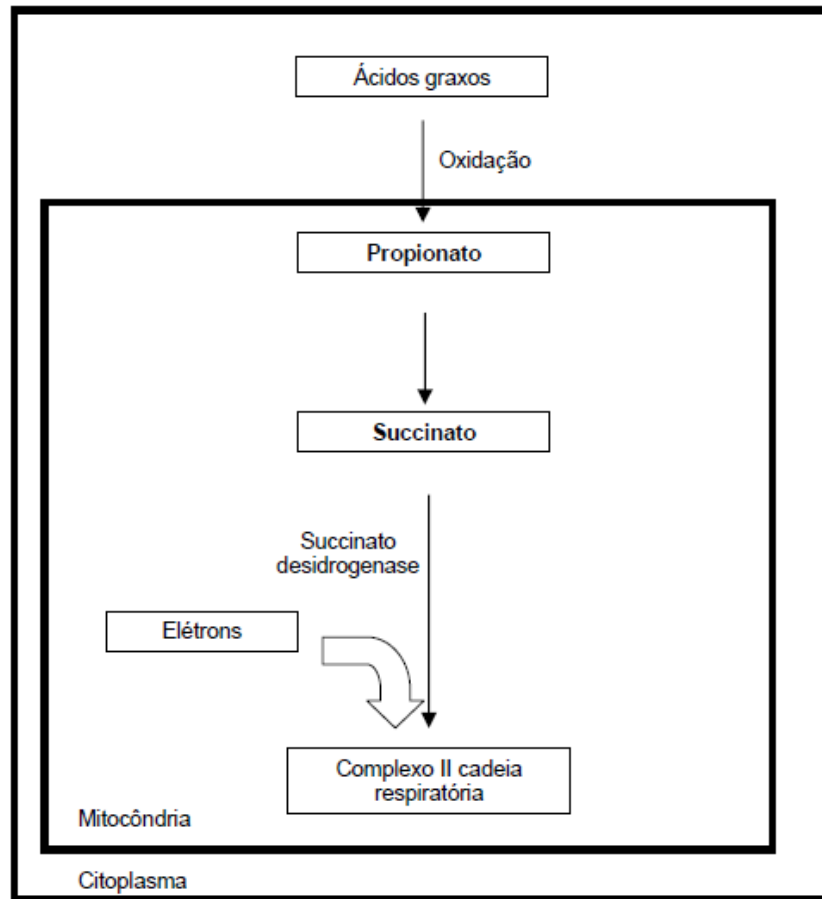 Ácidos graxos
Oxidação
Propionato
Succinato
Succinato
desidrogenase
Elétrons
Complexo II cadeia
respiratória
Mitocôndria
Citoplasma